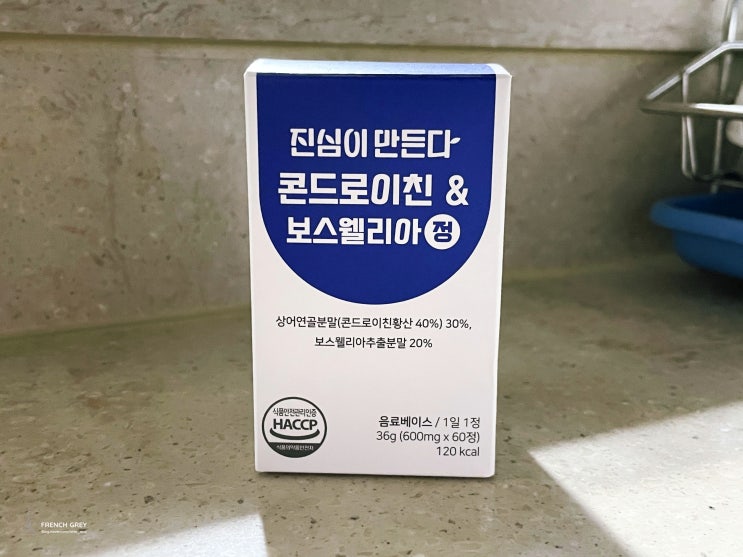 진심이 만든다
콘드로이친 &
보스웰리아 정
상어연골분말(콘드로이친황산 40%) 30%,
보스웰리아추출분말 20%
식품안전관리인증
HACCP
식품의약품안전처
음료베이스 / 1일 1정
36g (600mg x 60정)
120 kcal
FRENCH GREY